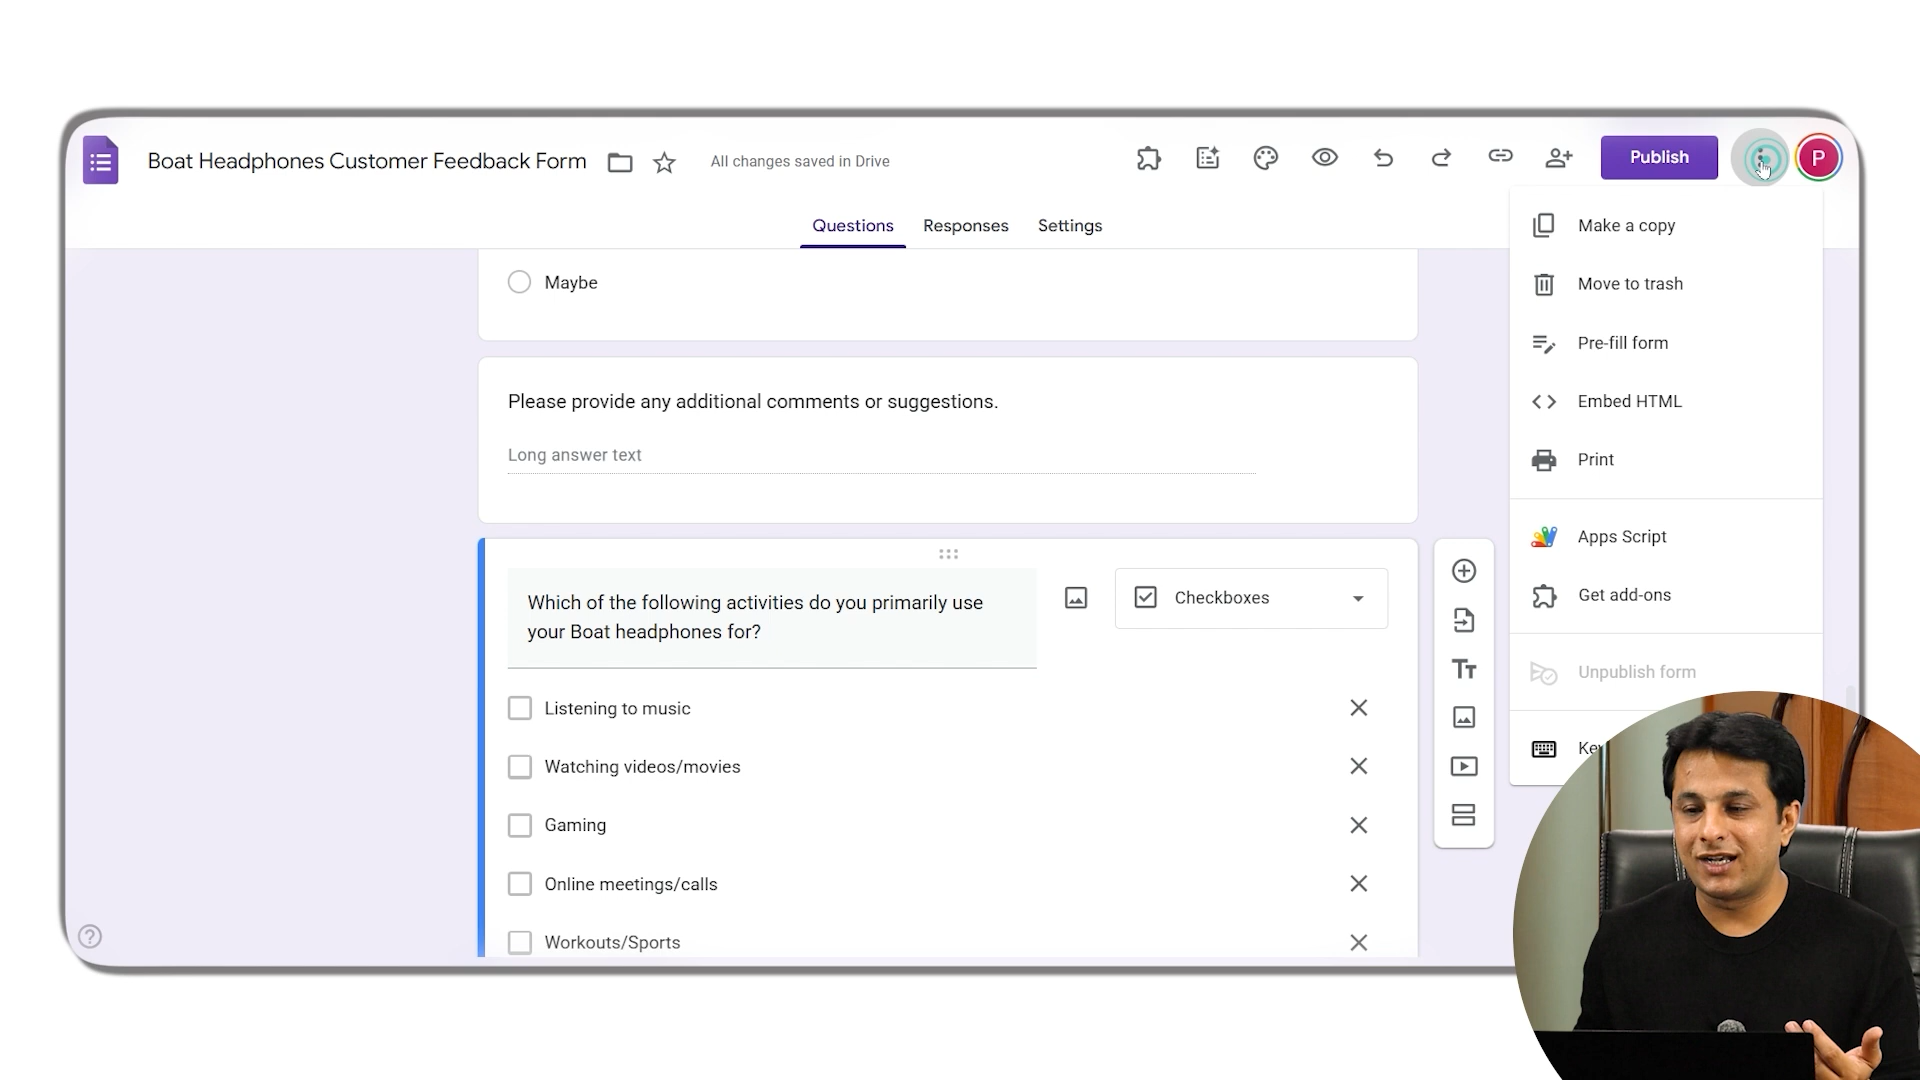 Boat Headphones Customer Feedback Form
All changes saved in Drive
Publish
P
Questions
Responses
Settings
Make a copy
Move to trash
Pre-fill form
Embed HTML
Print
Apps Script
Get add-ons
Unpublish form
Maybe
Please provide any additional comments or suggestions.
Long answer text
Which of the following activities do you primarily use
your Boat headphones for?
Checkboxes
Listening to music
Watching videos/movies
Gaming
Online meetings/calls
Workouts/Sports